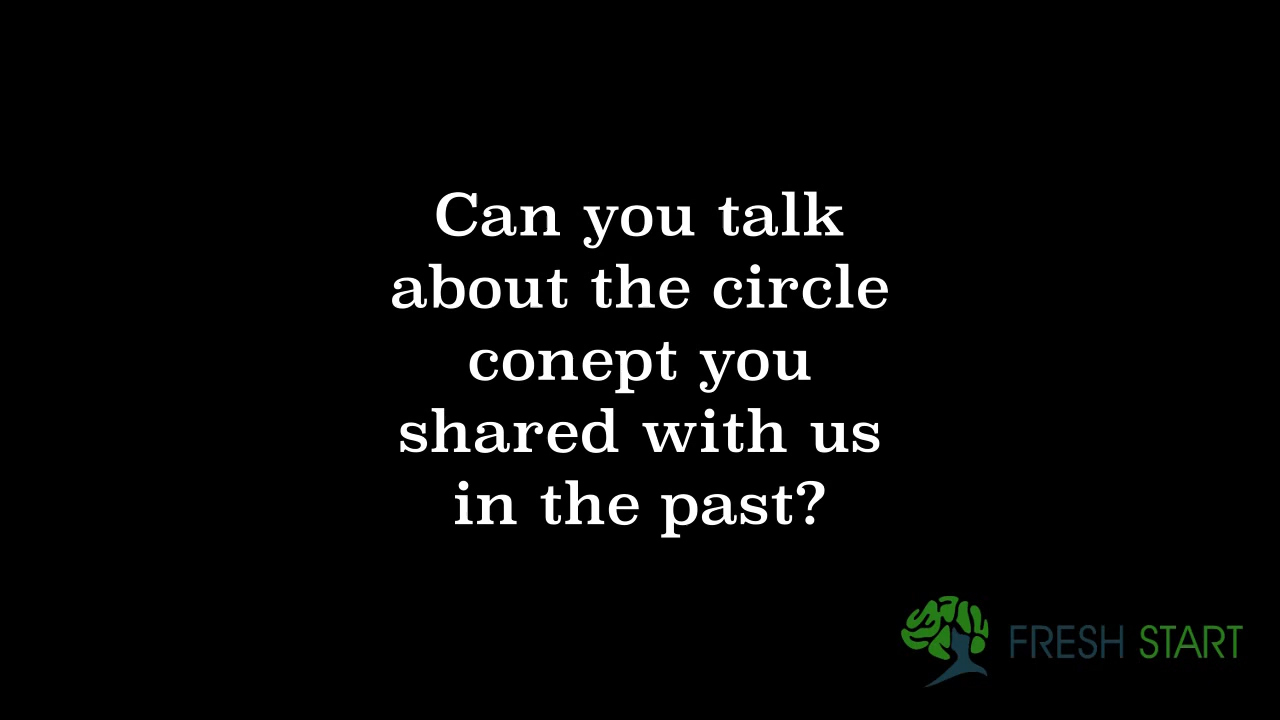 Can you talk
about the circle
conept you
shared with us
in the past?
FRESH START